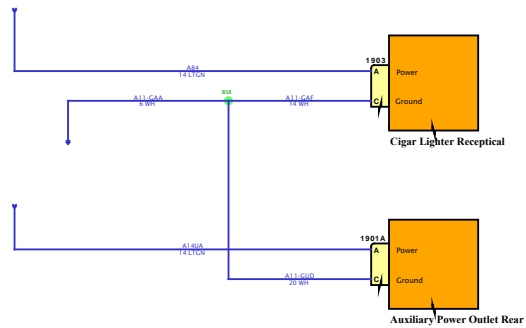 1903
A84
14 LTGN
A
Power
BSB
A11-GAA
6 WH
A11-GAF
14 WH
C
Ground
Cigar Lighter Receptical
1901A
A14UA
14 LTGN
A
Power
A11-GUD
20 WH
C
Ground
Auxiliary Power Outlet Rear